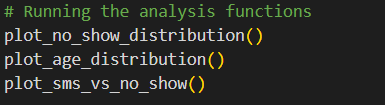 # Running the analysis functions
plot_no_show_distribution()
plot_age_distribution()
plot_sms_vs_no_show()